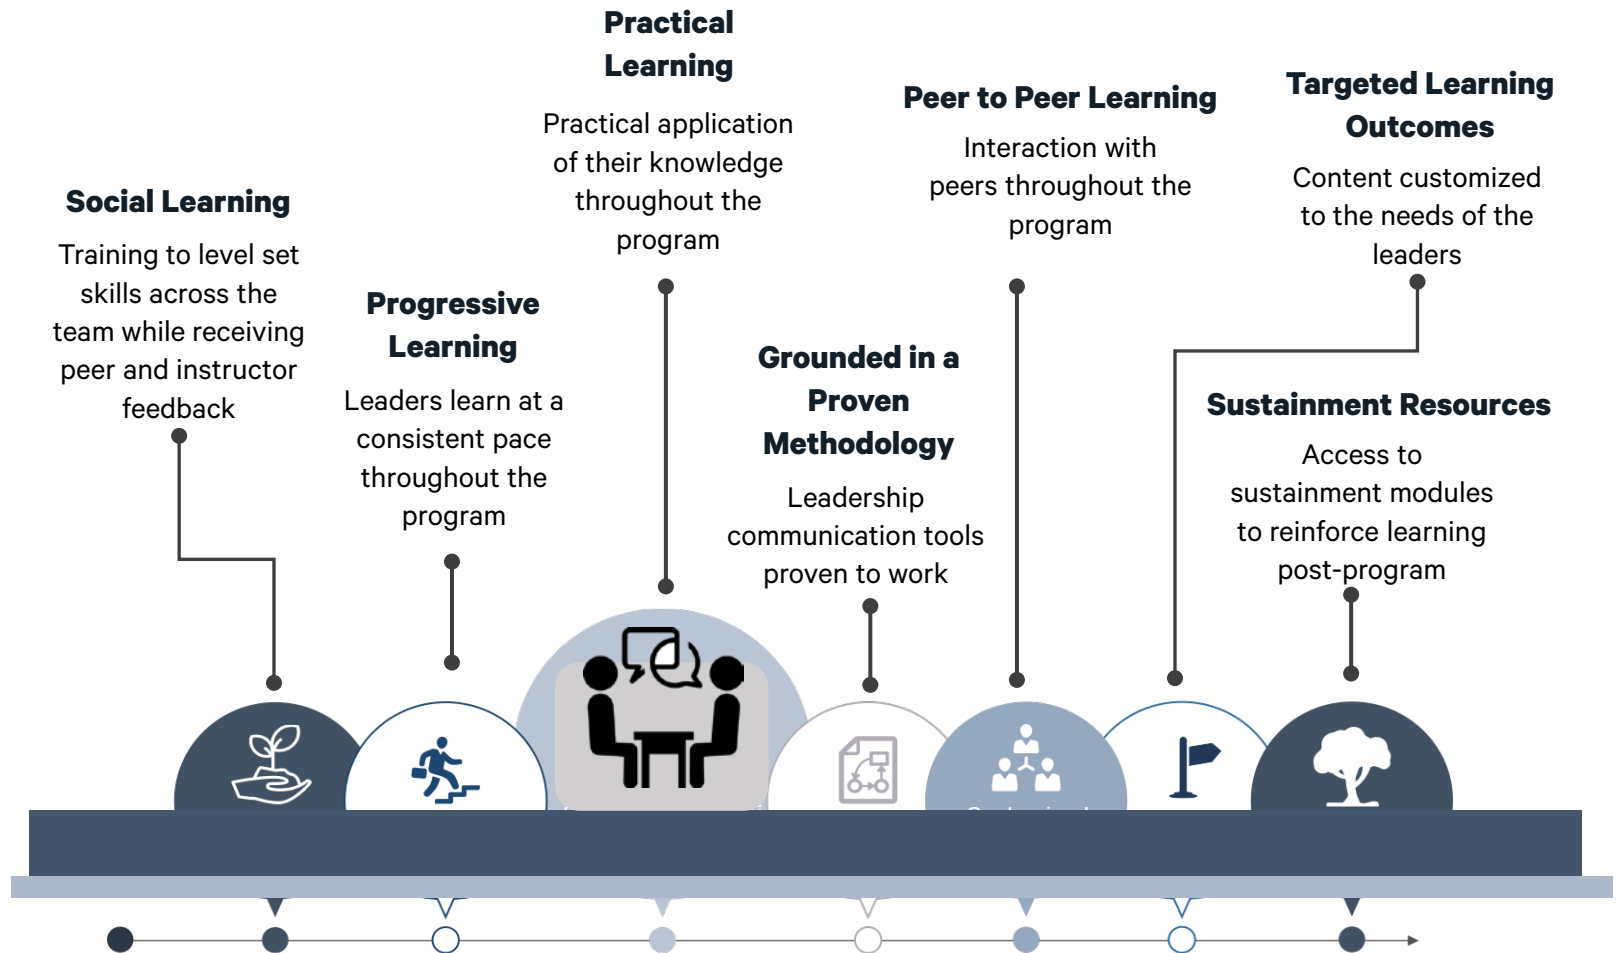 Social Learning
Training to level set
skills across the
team while receiving
peer and instructor
feedback
Progressive
Learning
Leaders learn at a
consistent pace
throughout the
program
Practical
Learning
Practical application
of their knowledge
throughout the
program
Grounded in a
Proven
Methodology
Leadership
communication tools
proven to work
Peer to Peer Learning
Interaction with
peers throughout the
program
Targeted Learning
Outcomes
Content customized
to the needs of the
leaders
Sustainment Resources
Access to
sustainment modules
to reinforce learning
post-program